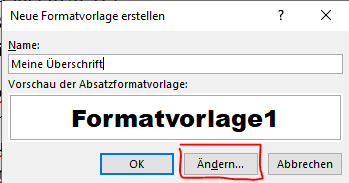 Neue Formatvorlage erstellen
Name:
Meine Überschrift
Vorschau der Absatzformatvorlage:
Formatvorlage1
OK Ändern... Abbrechen